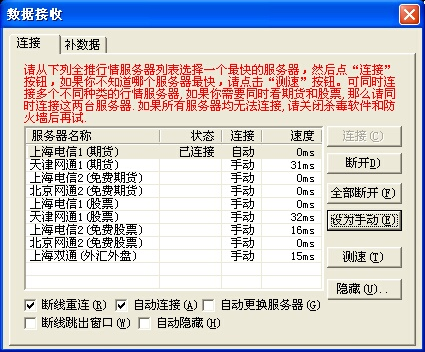 数据接收
连接 补数据
请从下列全推行情服务器列表选择一个最快的服务器，然后点“连接”
按钮，如果你不知道哪个服务器最快，请点击“测速”按钮。可同时连
接多个不同种类的行情服务器，如果你需要同时看期货和股票，那么请同
时连接这两台服务器.如果所有服务器均无法连接，请关闭杀毒软件和防
火墙后再试.
服务器名称 状态 连接 速度
上海电信1(期货) 已连接 自动 0ms
天津网通1(期货) 手动 31ms
上海电信2(免费期货) 手动 0ms
北京网通2(免费期货) 手动 0ms
上海电信1(股票) 手动 0ms
天津网通1(股票) 手动 32ms
上海电信2(免费股票) 手动 16ms
北京网通2(免费股票) 手动 0ms
上海双通(外汇外盘) 手动 15ms
连接(C)
断开D)
全部断开(F)
设为手动(E)
测速(T)
隐藏(U)..
断线重连(R) 自动连接(A) 自动更换服务器(G)
断线跳出窗口(W) 自动隐藏(H)